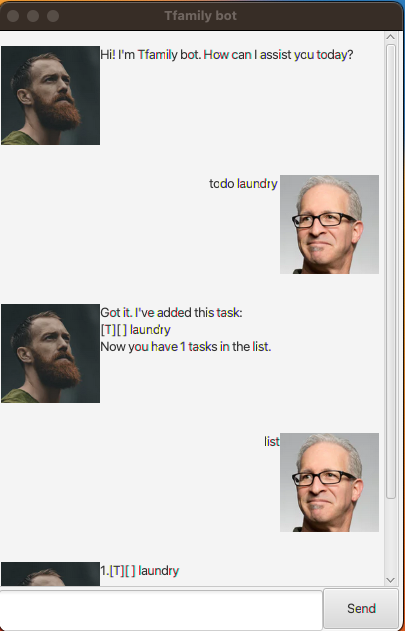 Tfamily bot
Hi! I'm Tfamily bot. How can I assist you today?
todo laundry
Got it. I've added this task:
[T][ ] laundry
Now you have 1 tasks in the list.
list
1.[T][ ] laundry
Send